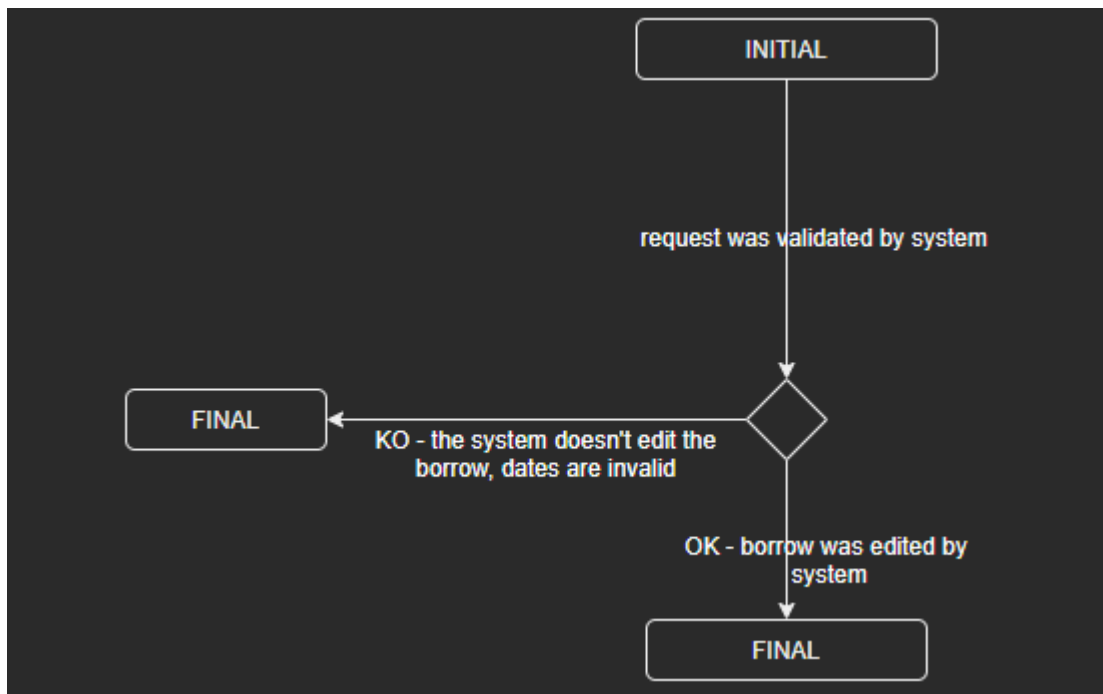 INITIAL
request was validated by system
FINAL
KO - the system doesn't edit the
borrow, dates are invalid
OK - borrow was edited by
system
FINAL